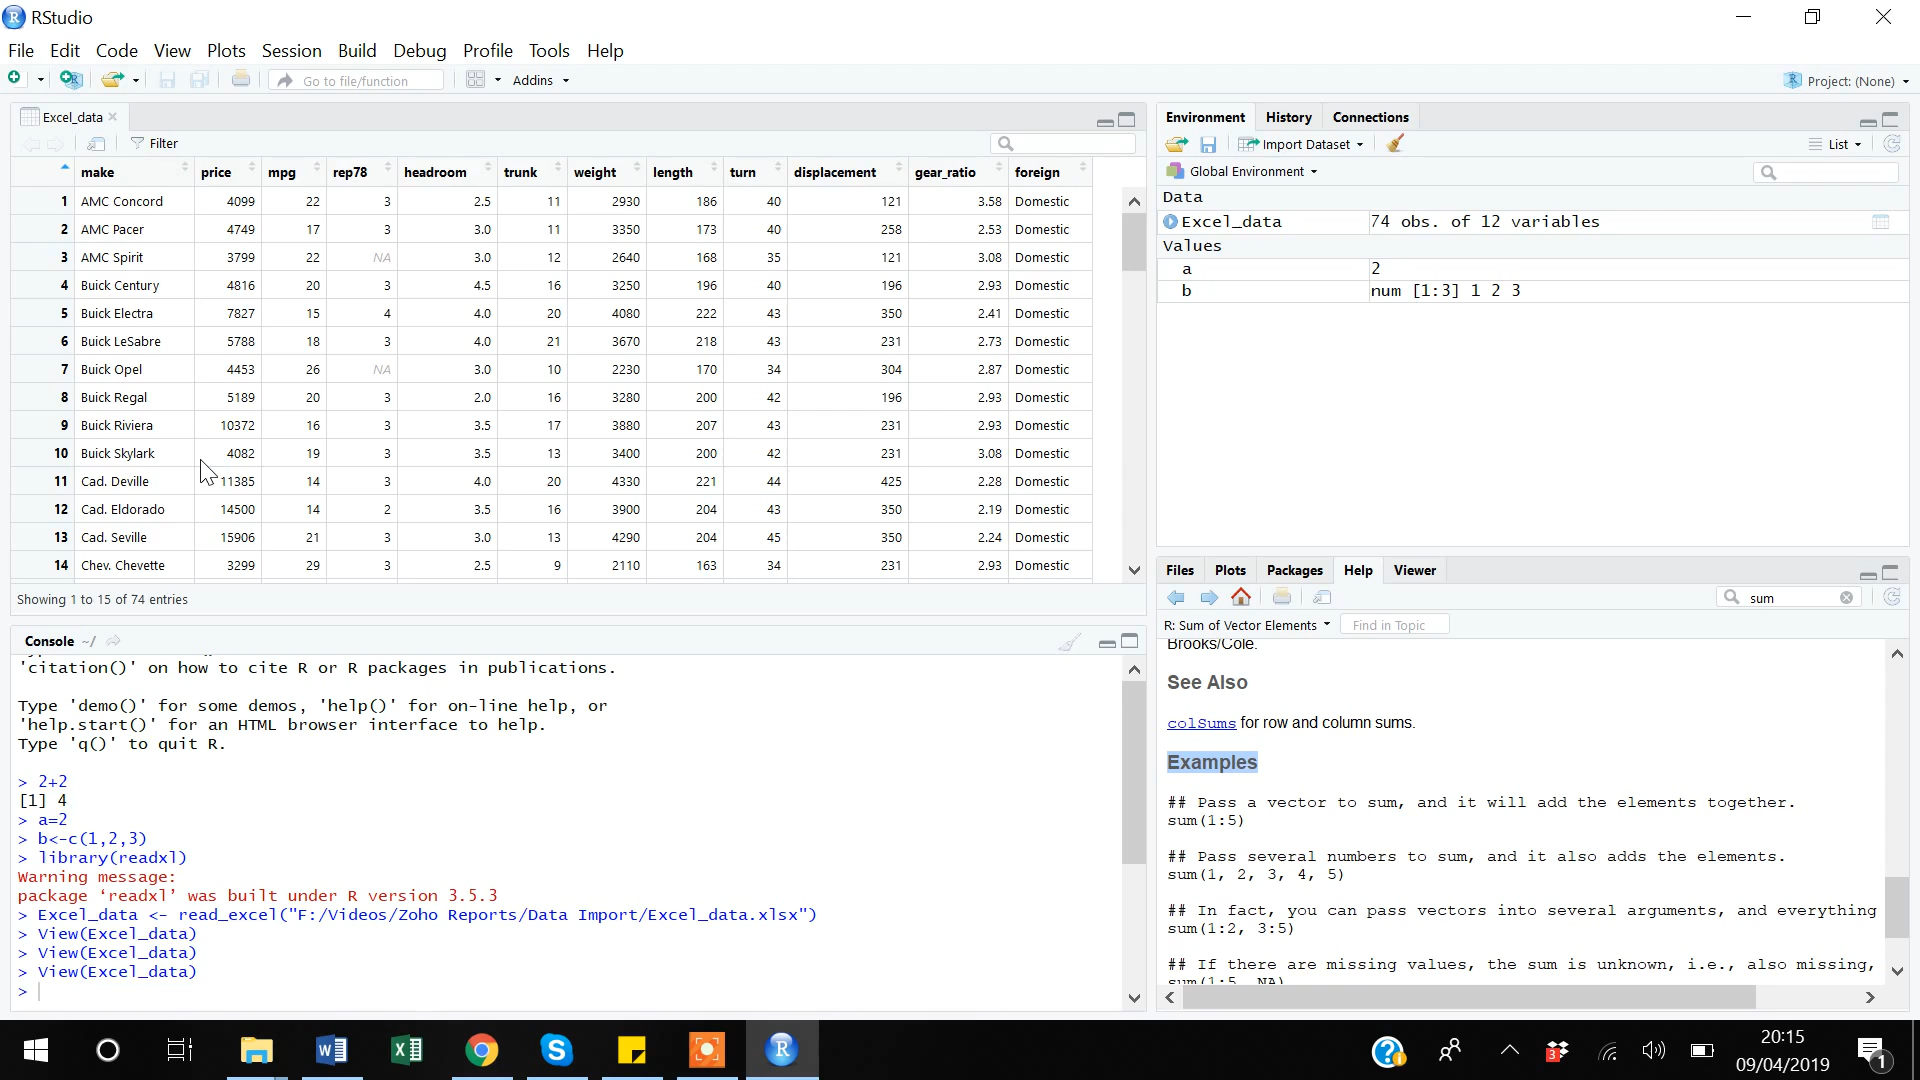 RStudio
File Edit Code View Plots Session Build Debug Profile Tools Help
Go to file/function Addins Project: (None)
Excel_data
Filter
make price mpg rep78 headroom trunk weight length turn displacement gear_ratio foreign
1 AMC Concord 4099 22 3 2.5 11 2930 186 40 121 3.58 Domestic
2 AMC Pacer 4749 17 3 3.0 11 3350 173 40 258 2.53 Domestic
3 AMC Spirit 3799 22 NA 3.0 12 2640 168 35 121 3.08 Domestic
4 Buick Century 4816 20 3 4.5 16 3250 196 40 196 2.93 Domestic
5 Buick Electra 7827 15 4 4.0 20 4080 222 43 350 2.41 Domestic
6 Buick LeSabre 5788 18 3 4.0 21 3670 218 43 231 2.73 Domestic
7 Buick Opel 4453 26 NA 3.0 10 2230 170 34 304 2.87 Domestic
8 Buick Regal 5189 20 3 2.0 16 3280 200 42 196 2.93 Domestic
9 Buick Riviera 10372 16 3 3.5 17 3880 207 43 231 2.93 Domestic
10 Buick Skylark 4082 19 3 3.5 13 3400 200 42 231 3.08 Domestic
11 Cad. Deville 11385 14 3 4.0 20 4330 221 44 425 2.28 Domestic
12 Cad. Eldorado 14500 14 2 3.5 16 3900 204 43 350 2.19 Domestic
13 Cad. Seville 15906 21 3 3.0 13 4290 204 45 350 2.24 Domestic
14 Chev. Chevette 3299 29 3 2.5 9 2110 163 34 231 2.93 Domestic
Showing 1 to 15 of 74 entries
Console ~/
'citation()' on how to cite R or R packages in publications.
Type 'demo()' for some demos, 'help()' for on-line help, or
'help.start()' for an HTML browser interface to help.
Type 'q()' to quit R.
> 2+2
[1] 4
> a=2
> b<-c(1,2,3)
> library(readxl)
Warning message:
package ‘readxl’ was built under R version 3.5.3
> Excel_data <- read_excel("F:/Videos/Zoho Reports/Data Import/Excel_data.xlsx")
> View(Excel_data)
> View(Excel_data)
> View(Excel_data)
>
Environment History Connections
Import Dataset List
Global Environment
Data
Excel_data 74 obs. of 12 variables
Values
a 2
b num [1:3] 1 2 3
Files Plots Packages Help Viewer
sum
R: Sum of Vector Elements Find in Topic
Brooks/Cole.
See Also
colSums for row and column sums.
Examples
## Pass a vector to sum, and it will add the elements together.
sum(1:5)
## Pass several numbers to sum, and it also adds the elements.
sum(1, 2, 3, 4, 5)
## In fact, you can pass vectors into several arguments, and everything
sum(1:2, 3:5)
## If there are missing values, the sum is unknown, i.e., also missing,
sum(1:5, NA)
20:15
09/04/2019
3
1